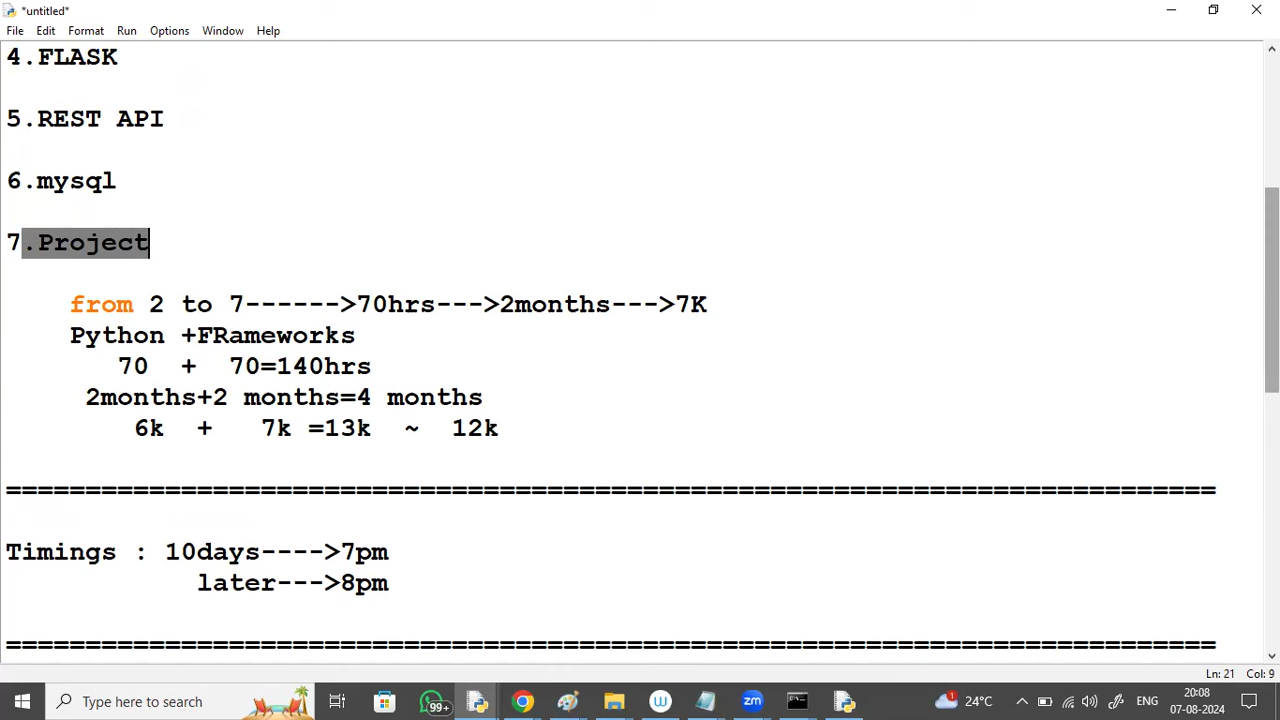 *untitled*
File Edit Format Run Options Window Help
4.FLASK
5.REST API
6.mysql
7.Project
from 2 to 7------>70hrs--->2months--->7K
Python +FRameworks
70 + 70=140hrs
2months+2 months=4 months
6k + 7k =13k ~ 12k
=============================================================================
Timings : 10days---->7pm
later--->8pm
=============================================================================
Ln: 21 Col: 9
Type here to search
99+
W
zm
1
24°C
ENG
20:08
07-08-2024